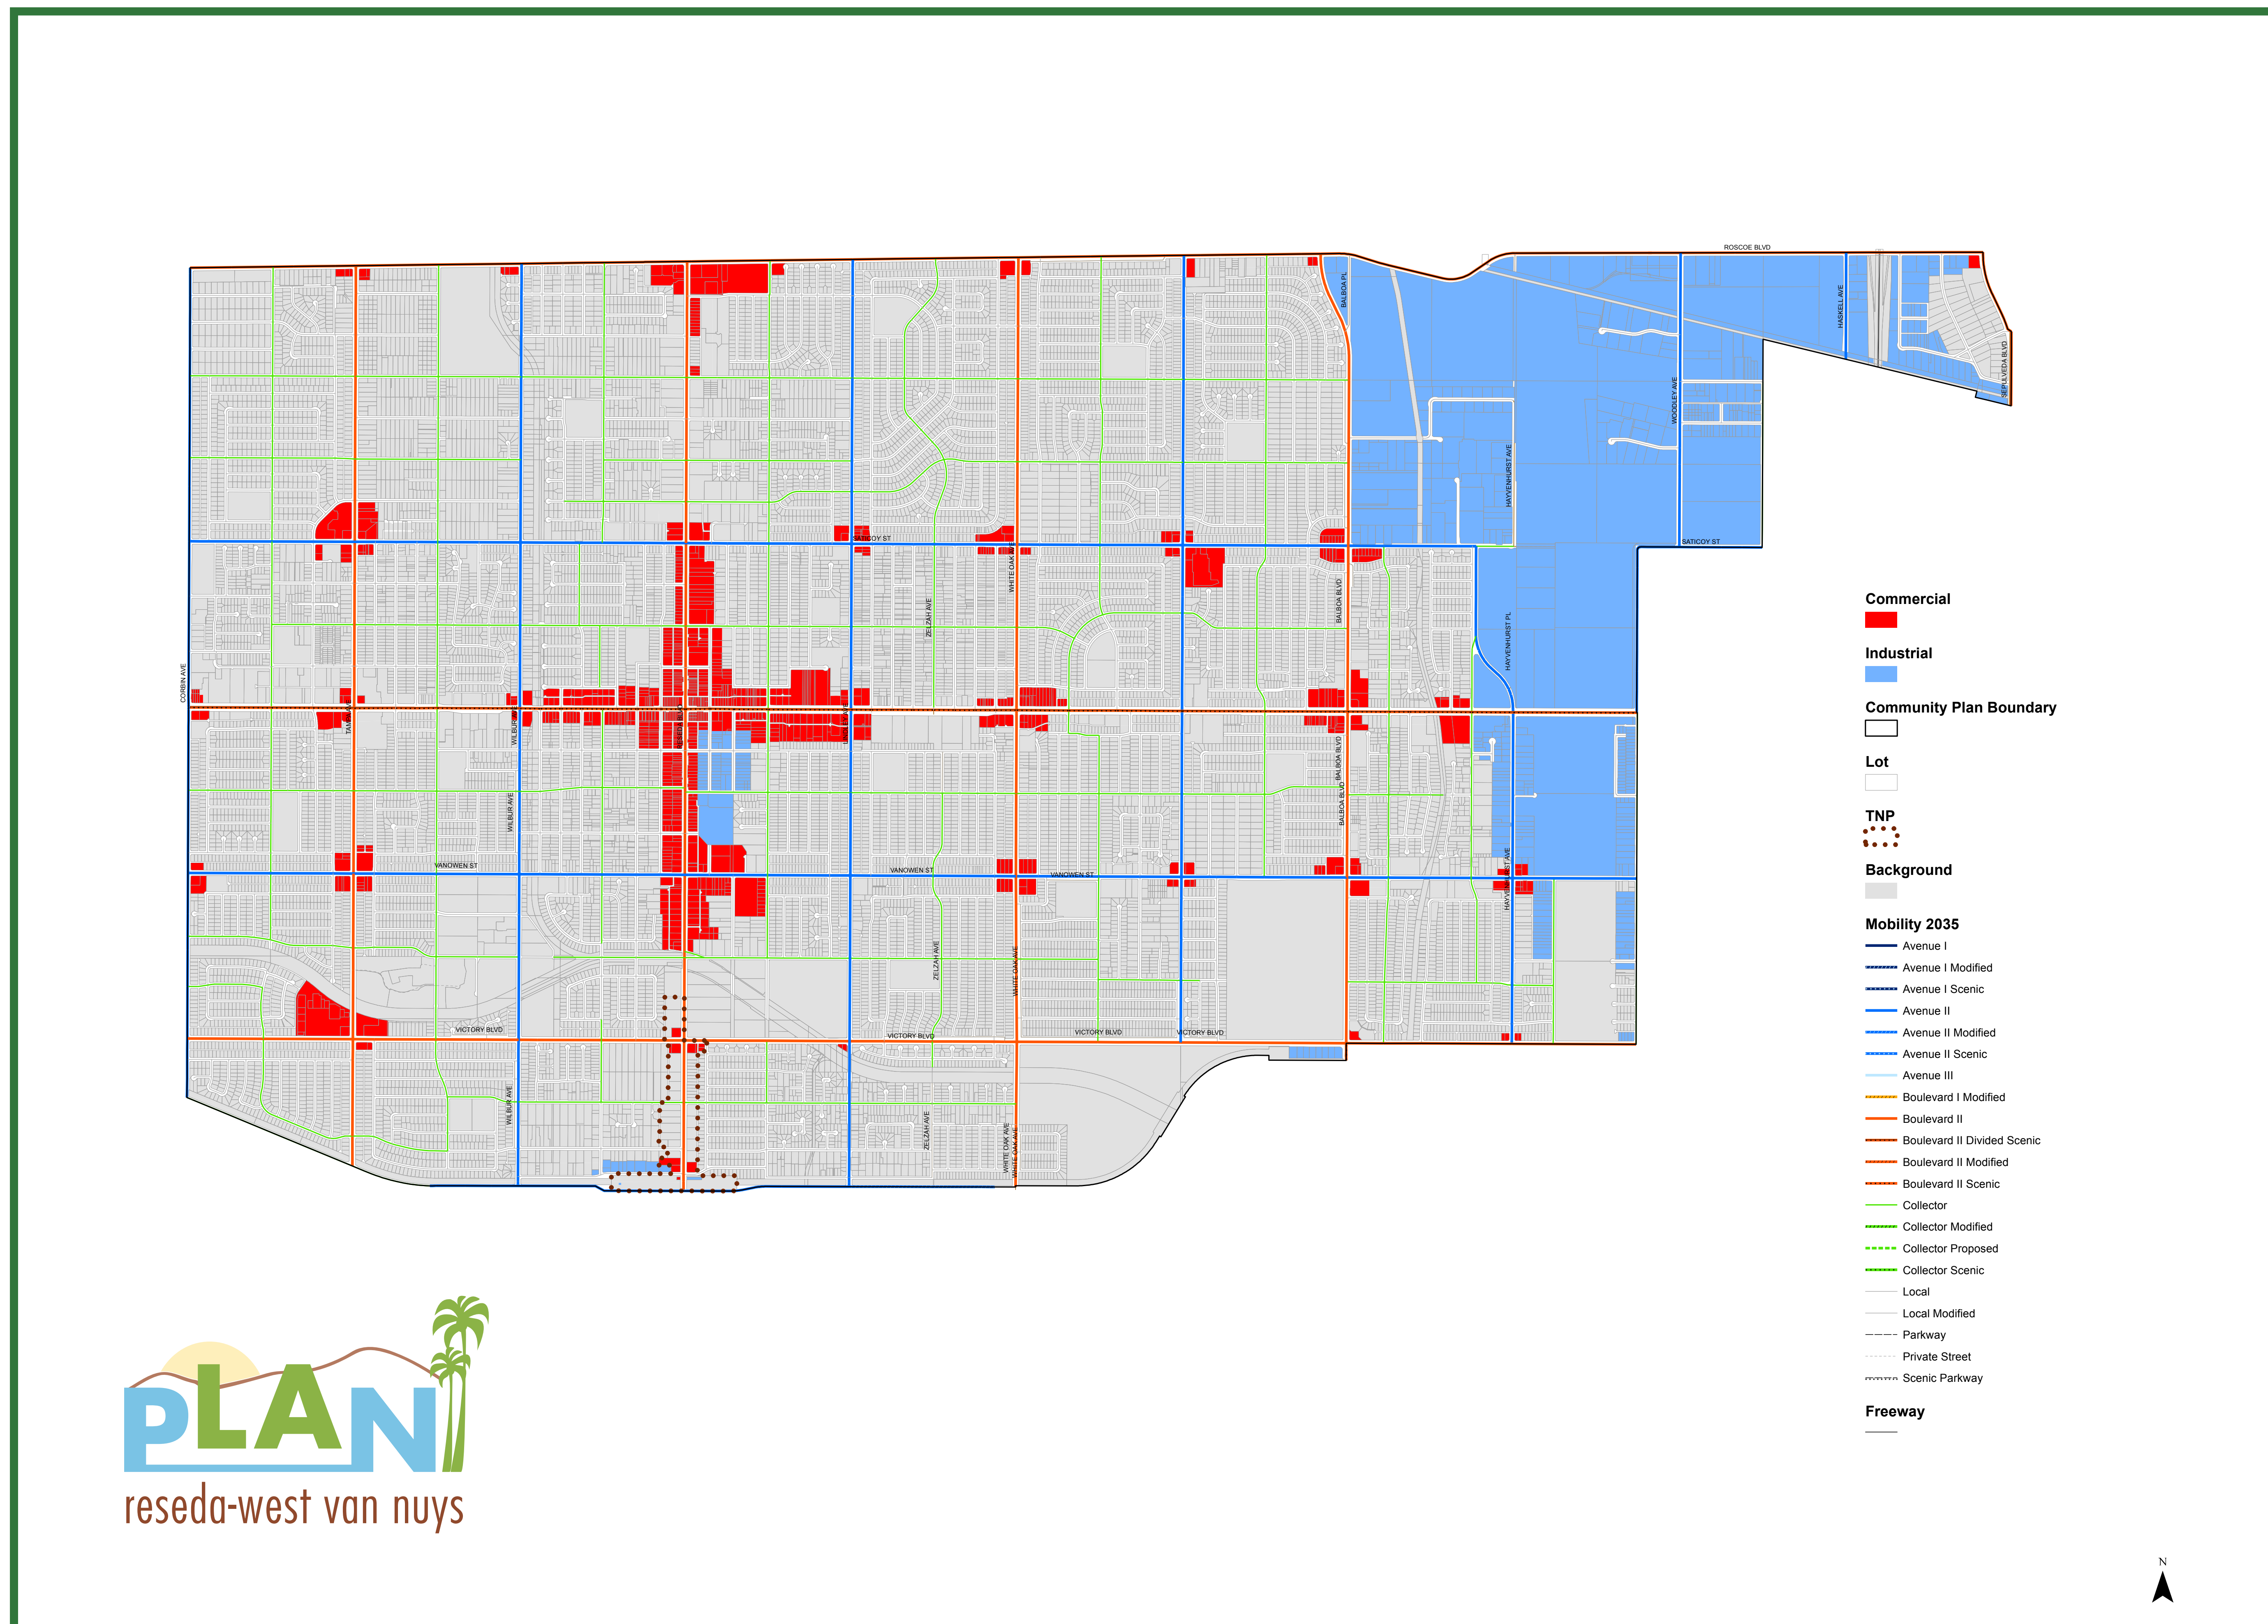 ROSCOE BLVD
BALBOA PL
HASKELL AVE
SEPULVEDA BLVD
WOODLEY AVE
HAYVENHURST AVE
SATICOY ST
SATICOY ST
WHITE OAK AVE
ZELZAH AVE
BALBOA BLVD
HAYVENHURST PL
CORBIN AVE
WILBUR AVE
BALBOA BLVD
WILBUR AVE
BALBOA BLVD
VANOWEN ST
VANOWEN ST
VANOWEN ST
HAYVENHURST AVE
ZELZAH AVE
WHITE OAK AVE
VICTORY BLVD
VICTORY BLVD
VICTORY BLVD
VICTORY BLVD
WILBUR AVE
ZELZAH AVE
WHITE OAK AVE
WHITE OAK AVE
Commercial
Industrial
Community Plan Boundary
Lot
TNP
Background
Mobility 2035
Avenue I
Avenue I Modified
Avenue I Scenic
Avenue II
Avenue II Modified
Avenue II Scenic
Avenue III
Boulevard I Modified
Boulevard II
Boulevard II Divided Scenic
Boulevard II Modified
Boulevard II Scenic
Collector
Collector Modified
Collector Proposed
Collector Scenic
Local
Local Modified
Parkway
Private Street
Scenic Parkway
Freeway
PLAN
reseda-west van nuys
N